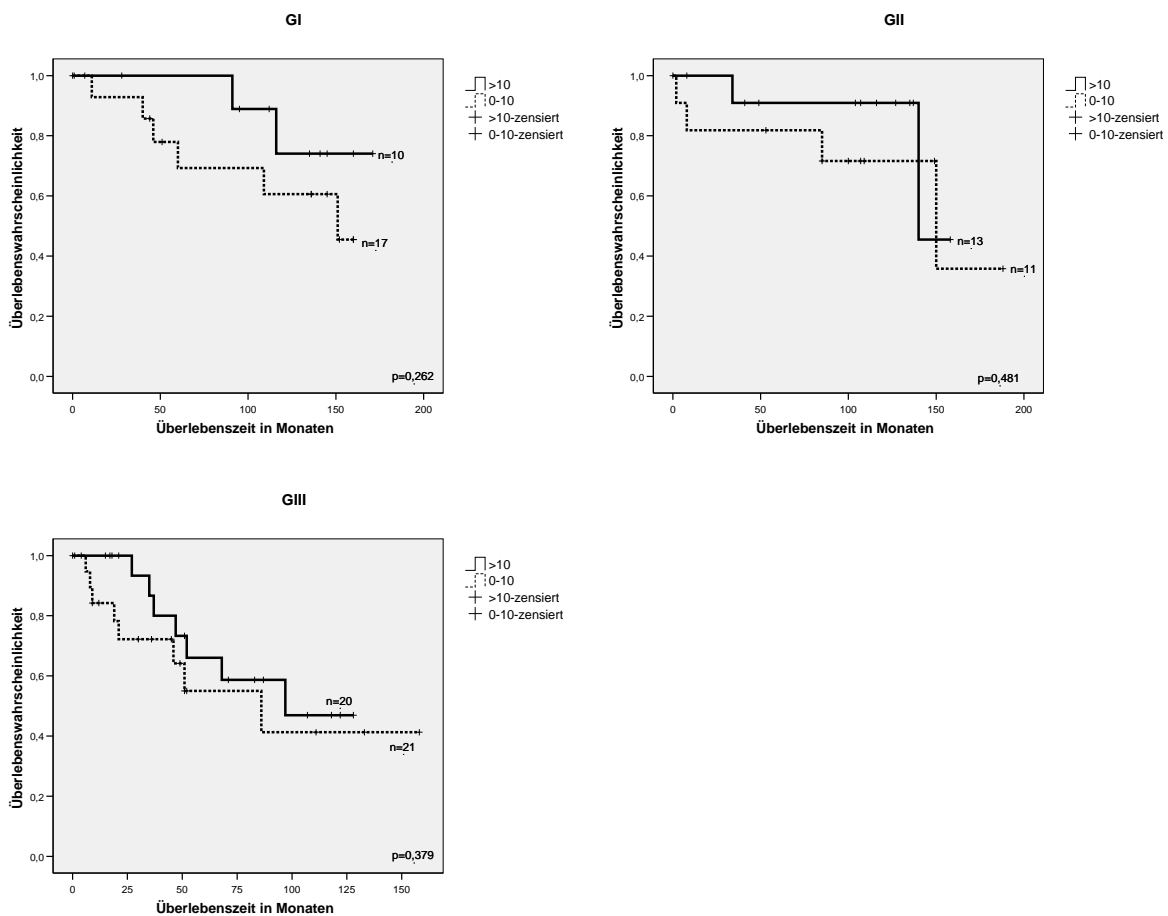 GI
Überlebenswahrscheinlichkeit
1,0
0,8
0,6
0,4
0,2
0,0
n=10
n=17
p=0,262
0 50 100 150 200
Überlebenszeit in Monaten
>10
0-10
>10-zensiert
0-10-zensiert
GII
Überlebenswahrscheinlichkeit
1,0
0,8
0,6
0,4
0,2
0,0
n=13
n=11
p=0,481
0 50 100 150 200
Überlebenszeit in Monaten
>10
0-10
>10-zensiert
0-10-zensiert
GIII
Überlebenswahrscheinlichkeit
1,0
0,8
0,6
0,4
0,2
0,0
n=20
n=21
p=0,379
0 25 50 75 100 125 150
Überlebenszeit in Monaten
>10
0-10
>10-zensiert
0-10-zensiert